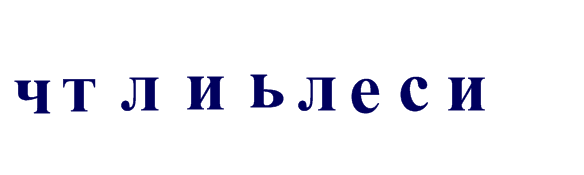 ч т л и ь л е с и